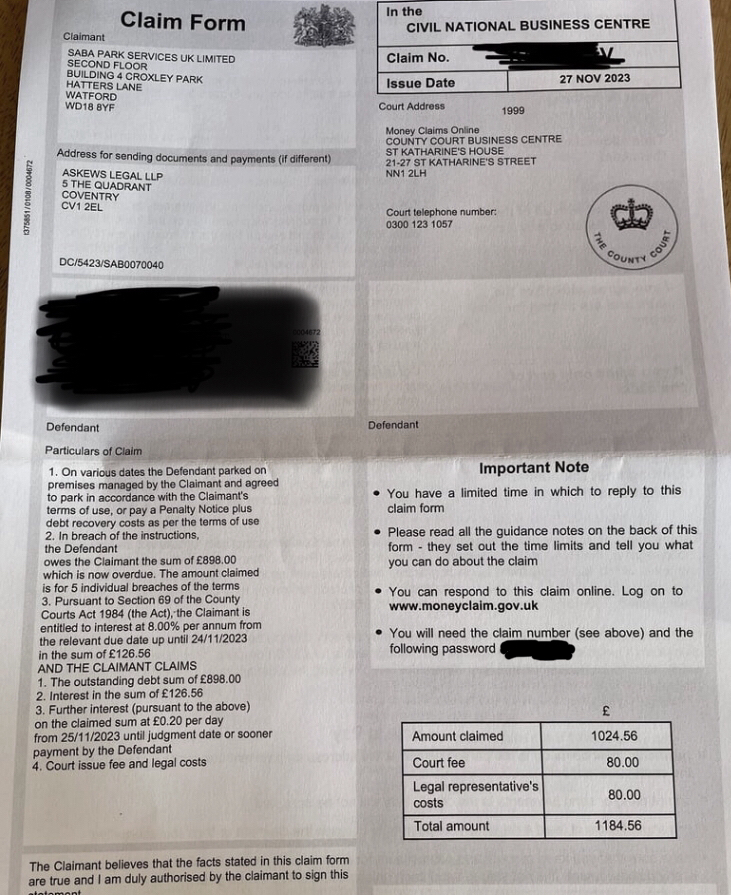 Claim Form
Claimant
SABA PARK SERVICES UK LIMITED
SECOND FLOOR
BUILDING 4 CROXLEY PARK
HATTERS LANE
WATFORD
WD18 8YF
Address for sending documents and payments (if different)
ASKEWS LEGAL LLP
5 THE QUADRANT
COVENTRY
CV1 2EL
DC/5423/SAB0070040
In the
CIVIL NATIONAL BUSINESS CENTRE
Claim No.
Issue Date 27 NOV 2023
Court Address 1999
Money Claims Online
COUNTY COURT BUSINESS CENTRE
ST KATHARINE'S HOUSE
21-27 ST KATHARINE'S STREET
NN1 2LH
Court telephone number:
0300 123 1057
THE COUNTY COURT
0004672
Defendant
Defendant
Particulars of Claim
1. On various dates the Defendant parked on
premises managed by the Claimant and agreed
to park in accordance with the Claimant's
terms of use, or pay a Penalty Notice plus
debt recovery costs as per the terms of use
2. In breach of the instructions,
the Defendant
owes the Claimant the sum of £898.00
which is now overdue. The amount claimed
is for 5 individual breaches of the terms
3. Pursuant to Section 69 of the County
Courts Act 1984 (the Act), the Claimant is
entitled to interest at 8.00% per annum from
the relevant due date up until 24/11/2023
in the sum of £126.56
AND THE CLAIMANT CLAIMS
1. The outstanding debt sum of £898.00
2. Interest in the sum of £126.56
3. Further interest (pursuant to the above)
on the claimed sum at £0.20 per day
from 25/11/2023 until judgment date or sooner
payment by the Defendant
4. Court issue fee and legal costs
The Claimant believes that the facts stated in this claim form
are true and I am duly authorised by the claimant to sign this
statement
Important Note
• You have a limited time in which to reply to this
claim form
• Please read all the guidance notes on the back of this
form - they set out the time limits and tell you what
you can do about the claim
• You can respond to this claim online. Log on to
www.moneyclaim.gov.uk
• You will need the claim number (see above) and the
following password
£
Amount claimed 1024.56
Court fee 80.00
Legal representative's
costs 80.00
Total amount 1184.56